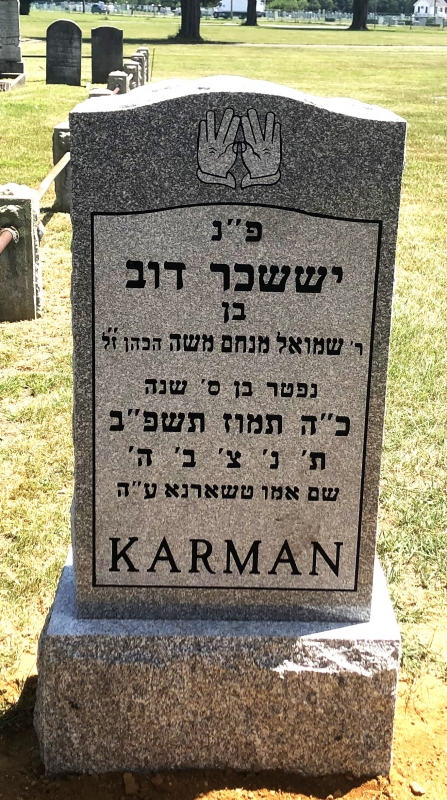 פ״נ
יששכר דוב
בן
ר׳ שמואל מנחם משה הכהן ז״ל
נפטר בן ס׳ שנה
כ״ה תמוז תשפ״ב
ת׳ נ׳ צ׳ ב׳ ה׳
שם אמו טשארנא ע״ה
KARMAN